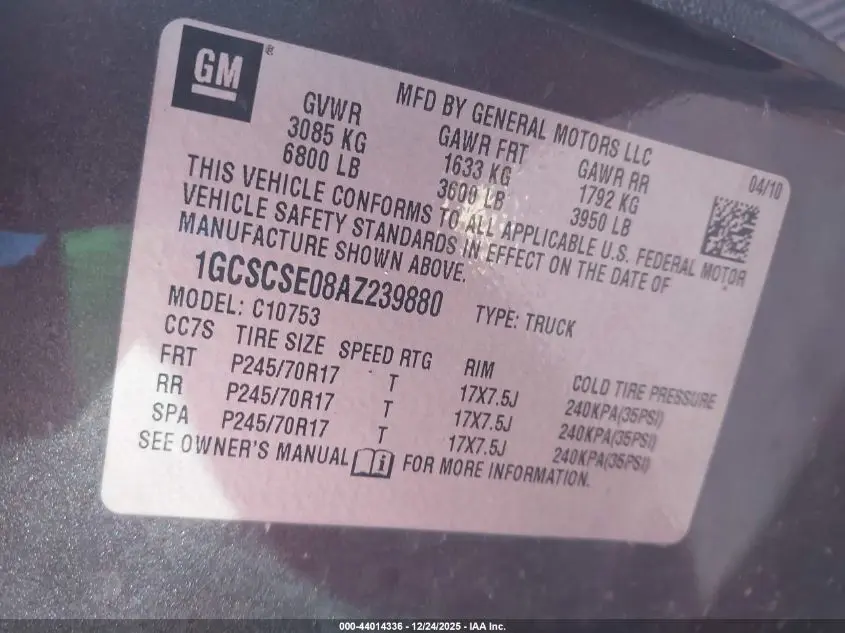 GM ®
MFD BY GENERAL MOTORS LLC
04/10
GVWR GAWR FRT GAWR RR
3085 KG 1633 KG 1792 KG
6800 LB 3600 LB 3950 LB
THIS VEHICLE CONFORMS TO ALL APPLICABLE U.S. FEDERAL MOTOR
VEHICLE SAFETY STANDARDS IN EFFECT ON THE DATE OF
MANUFACTURE SHOWN ABOVE.
1GCSCSE08AZ239880 TYPE: TRUCK
MODEL: C10753
CC7S TIRE SIZE SPEED RTG RIM COLD TIRE PRESSURE
FRT P245/70R17 T 17X7.5J 240KPA(35PSI)
RR P245/70R17 T 17X7.5J 240KPA(35PSI)
SPA P245/70R17 T 17X7.5J 240KPA(35PSI)
SEE OWNER'S MANUAL i FOR MORE INFORMATION.
000-44014336 - 12/24/2025 - IAA Inc.